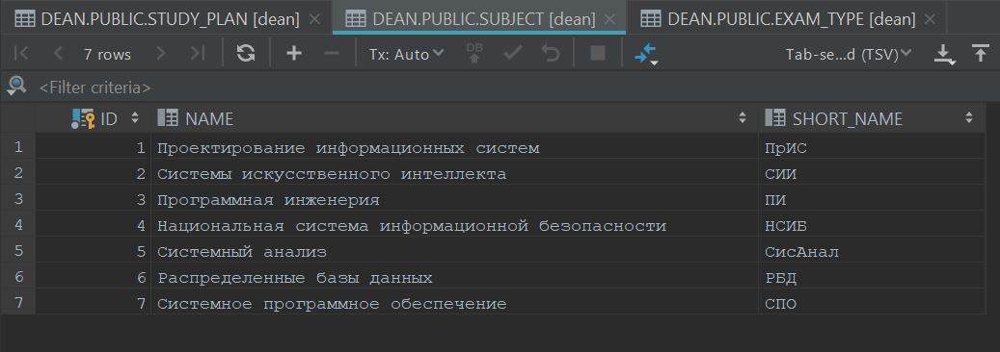 DEAN.PUBLIC.STUDY_PLAN [dean] DEAN.PUBLIC.SUBJECT [dean] DEAN.PUBLIC.EXAM_TYPE [dean]
7 rows Tx: Auto DB Tab-se...d (TSV)
<Filter criteria>
ID NAME SHORT_NAME
1 1 Проектирование информационных систем ПрИС
2 2 Системы искусственного интеллекта СИИ
3 3 Программная инженерия ПИ
4 4 Национальная система информационной безопасности НСИБ
5 5 Системный анализ СисАнал
6 6 Распределенные базы данных РБД
7 7 Системное программное обеспечение СПО